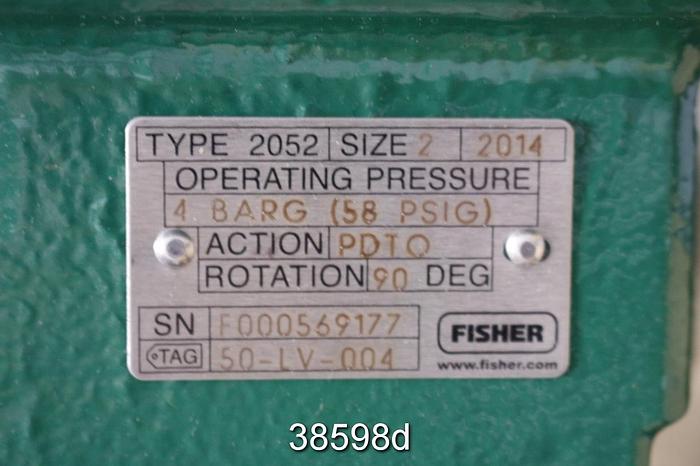 TYPE 2052 SIZE 2 2014
OPERATING PRESSURE
4 BARG (58 PSIG)
ACTION PDTO
ROTATION 90 DEG
SN F000569177
TAG 50-LV-004
FISHER
www.fisher.com
38598d